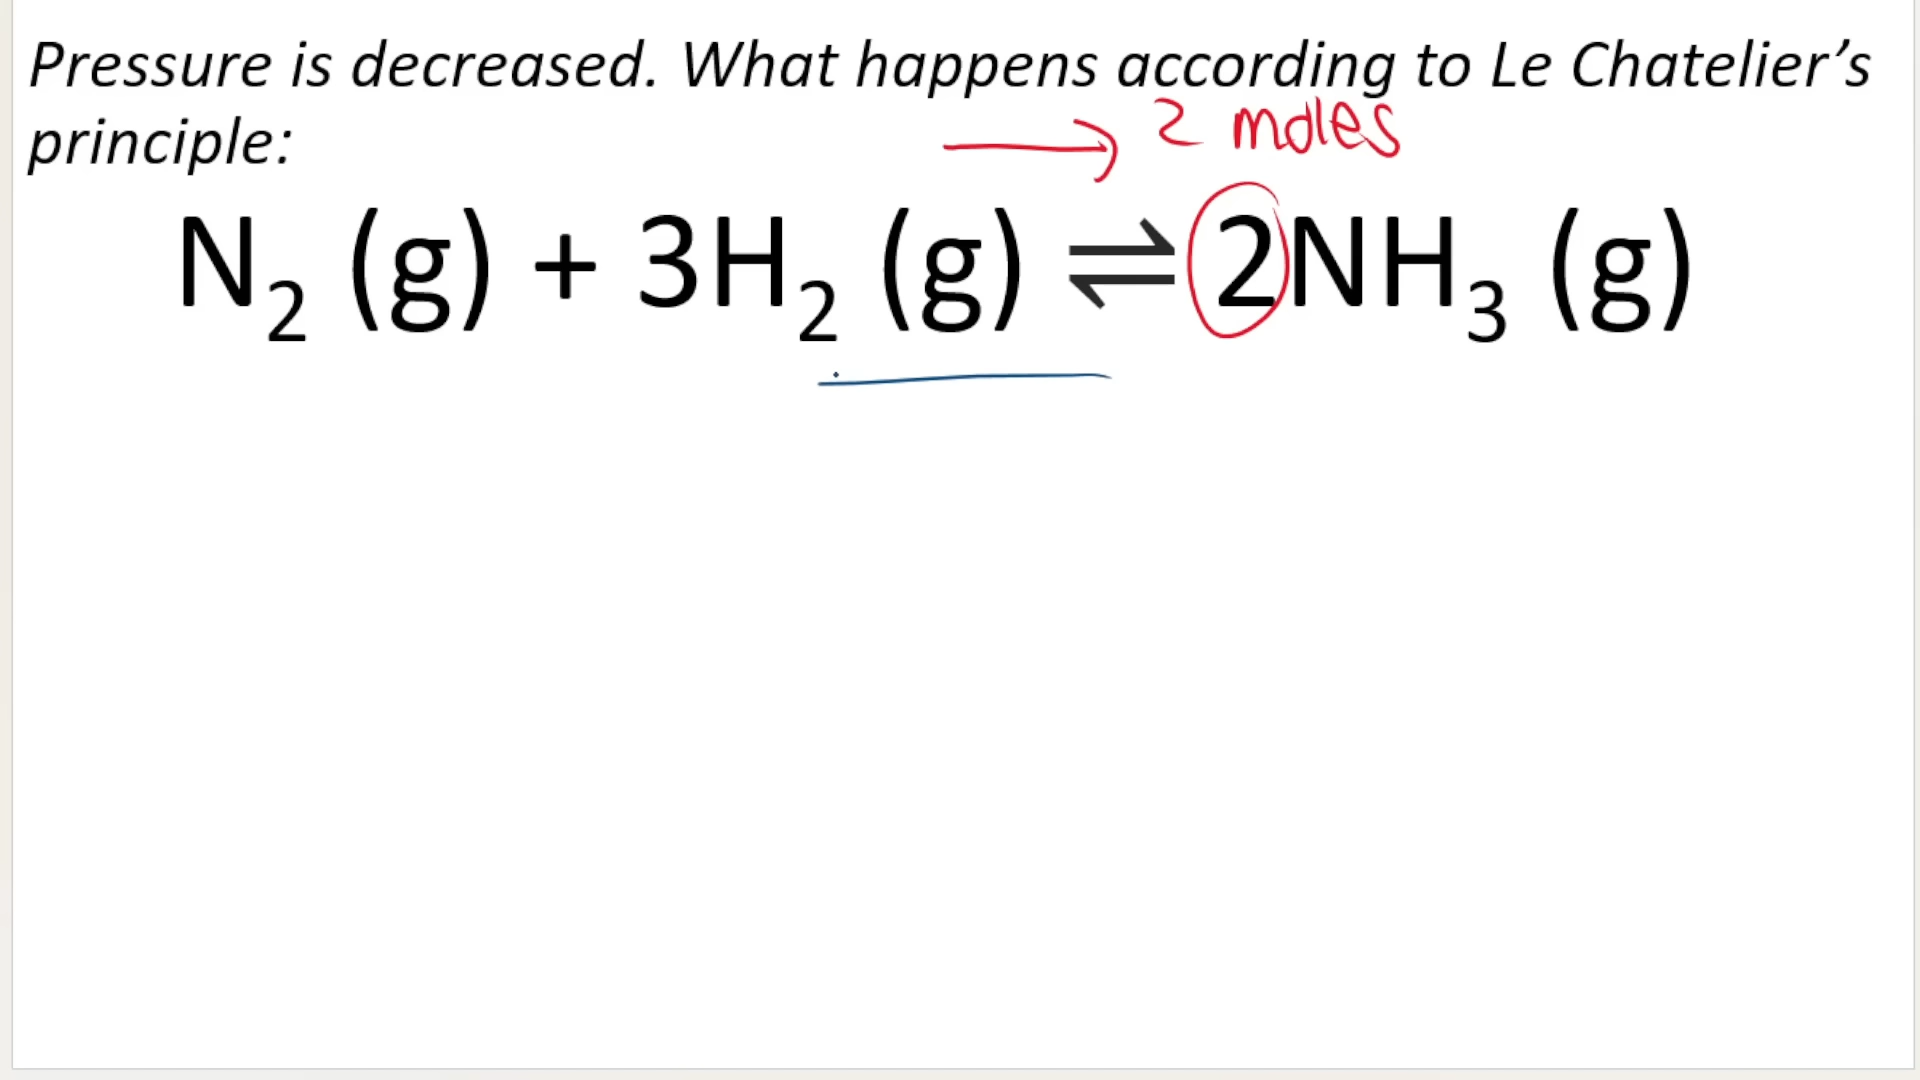 Pressure is decreased. What happens according to Le Chatelier’s
principle:
→ 2 moles
N₂ (g) + 3H₂ (g) ⇌ 2NH₃ (g)